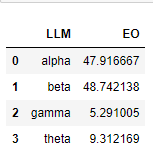 LLM EO
0 alpha 47.916667
1 beta 48.742138
2 gamma 5.291005
3 theta 9.312169